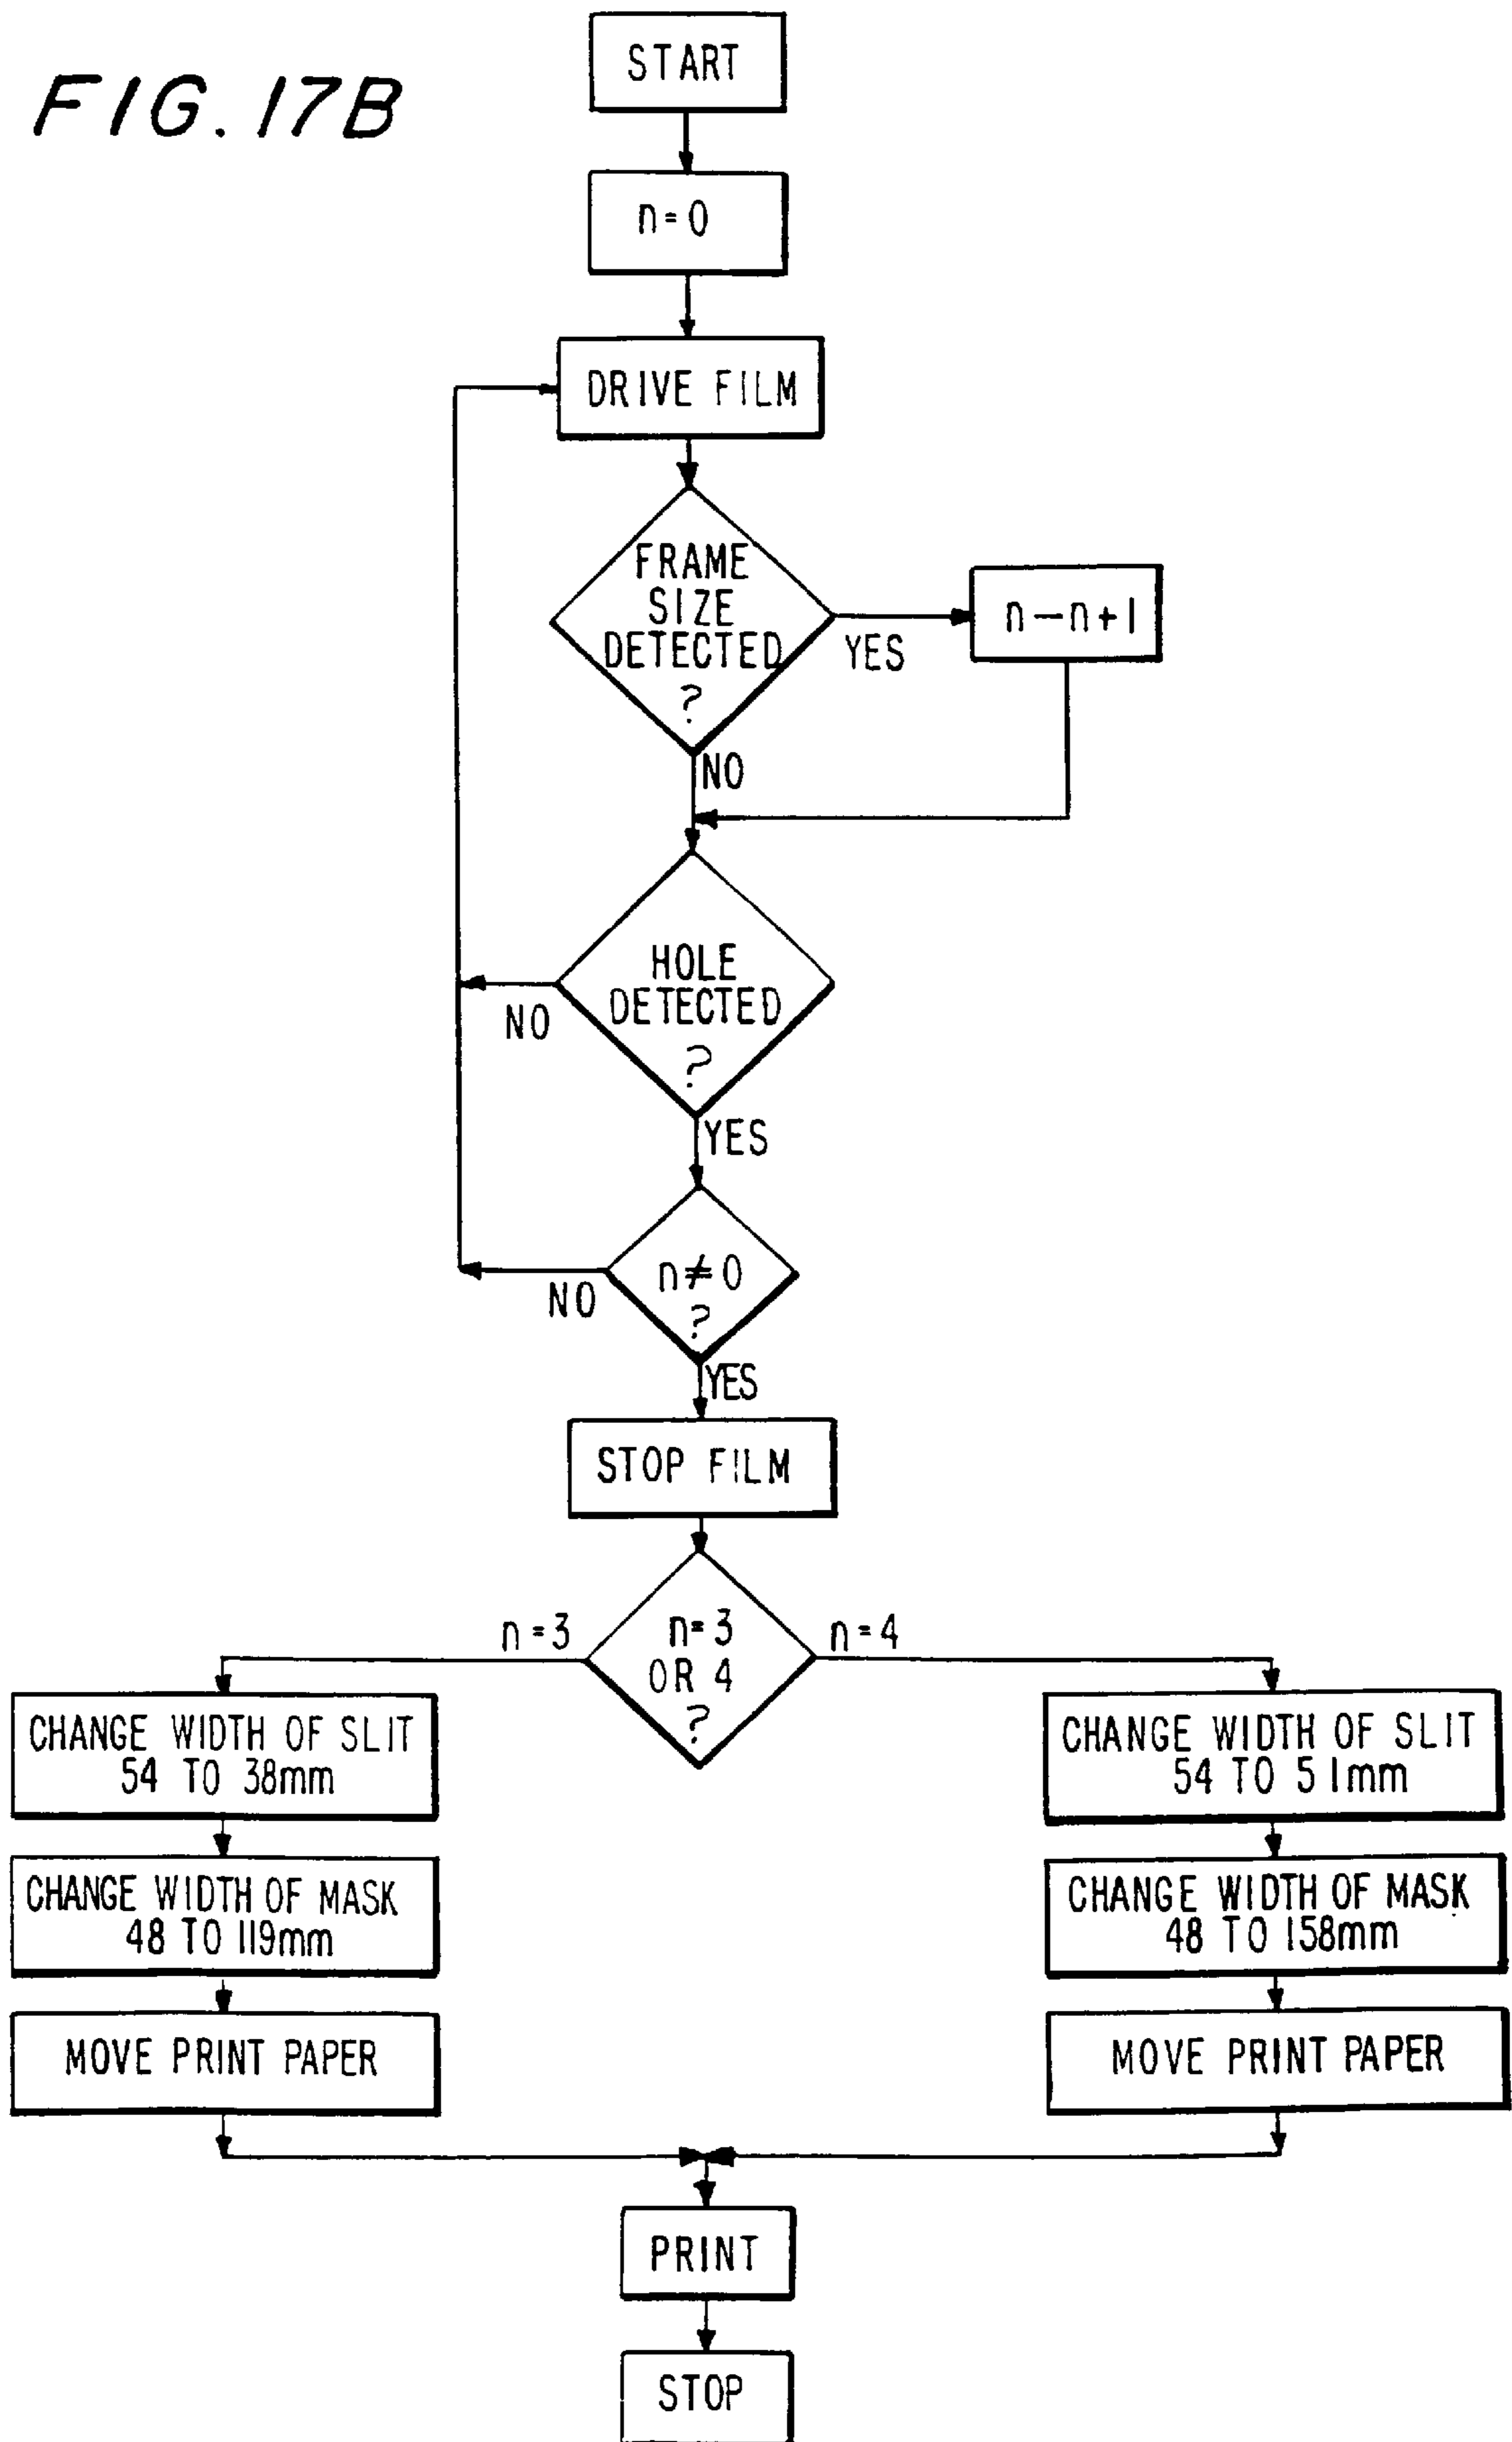 FIG. 17B
START
n=0
DRIVE FILM
FRAME
SIZE
DETECTED
?
YES
n−n+1
NO
HOLE
DETECTED
?
NO
YES
n≠0
?
NO
YES
STOP FILM
n=3
n=3
OR 4
?
n=4
CHANGE WIDTH OF SLIT
54 TO 38mm
CHANGE WIDTH OF SLIT
54 TO 51mm
CHANGE WIDTH OF MASK
48 TO 119mm
CHANGE WIDTH OF MASK
48 TO 158mm
MOVE PRINT PAPER
MOVE PRINT PAPER
PRINT
STOP